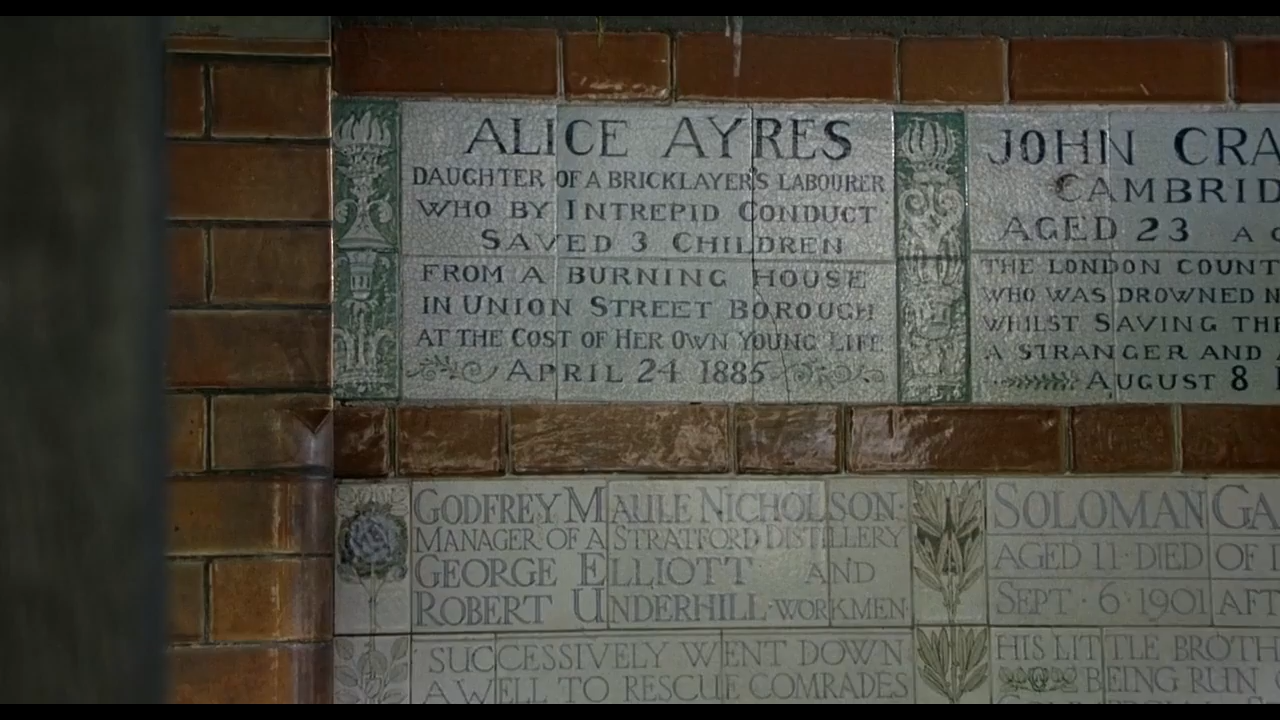 ALICE AYRES
DAUGHTER OF A BRICKLAYER'S LABOURER
WHO BY INTREPID CONDUCT
SAVED 3 CHILDREN
FROM A BURNING HOUSE
IN UNION STREET BOROUGH
AT THE COST OF HER OWN YOUNG LIFE
APRIL 24 1885
JOHN CRA
CAMBRID
AGED 23 A
THE LONDON COUNT
WHO WAS DROWNED N
WHILST SAVING THE
A STRANGER AND
AUGUST 8
GODFREY MAULE NICHOLSON·
MANAGER OF A STRATFORD DISTILLERY
GEORGE ELLIOTT AND
ROBERT UNDERHILL·WORKMEN·
SUCCESSIVELY WENT DOWN
A WELL TO RESCUE COMRADES
SOLOMAN GA
AGED 11·DIED OF
SEPT·6·1901 AFT
HIS LITTLE BROTH
BEING RUN